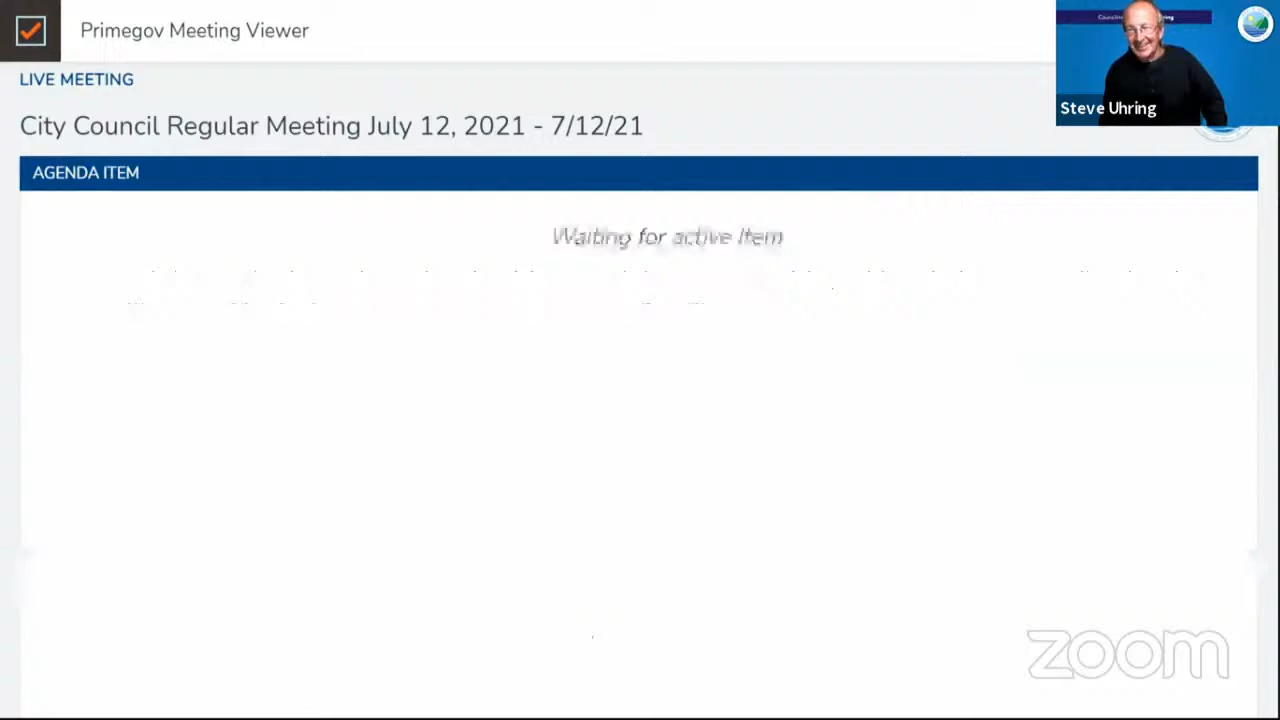 Primegov Meeting Viewer
Steve Uhring
LIVE MEETING
City Council Regular Meeting July 12, 2021 - 7/12/21
AGENDA ITEM
Waiting for active item
zoom